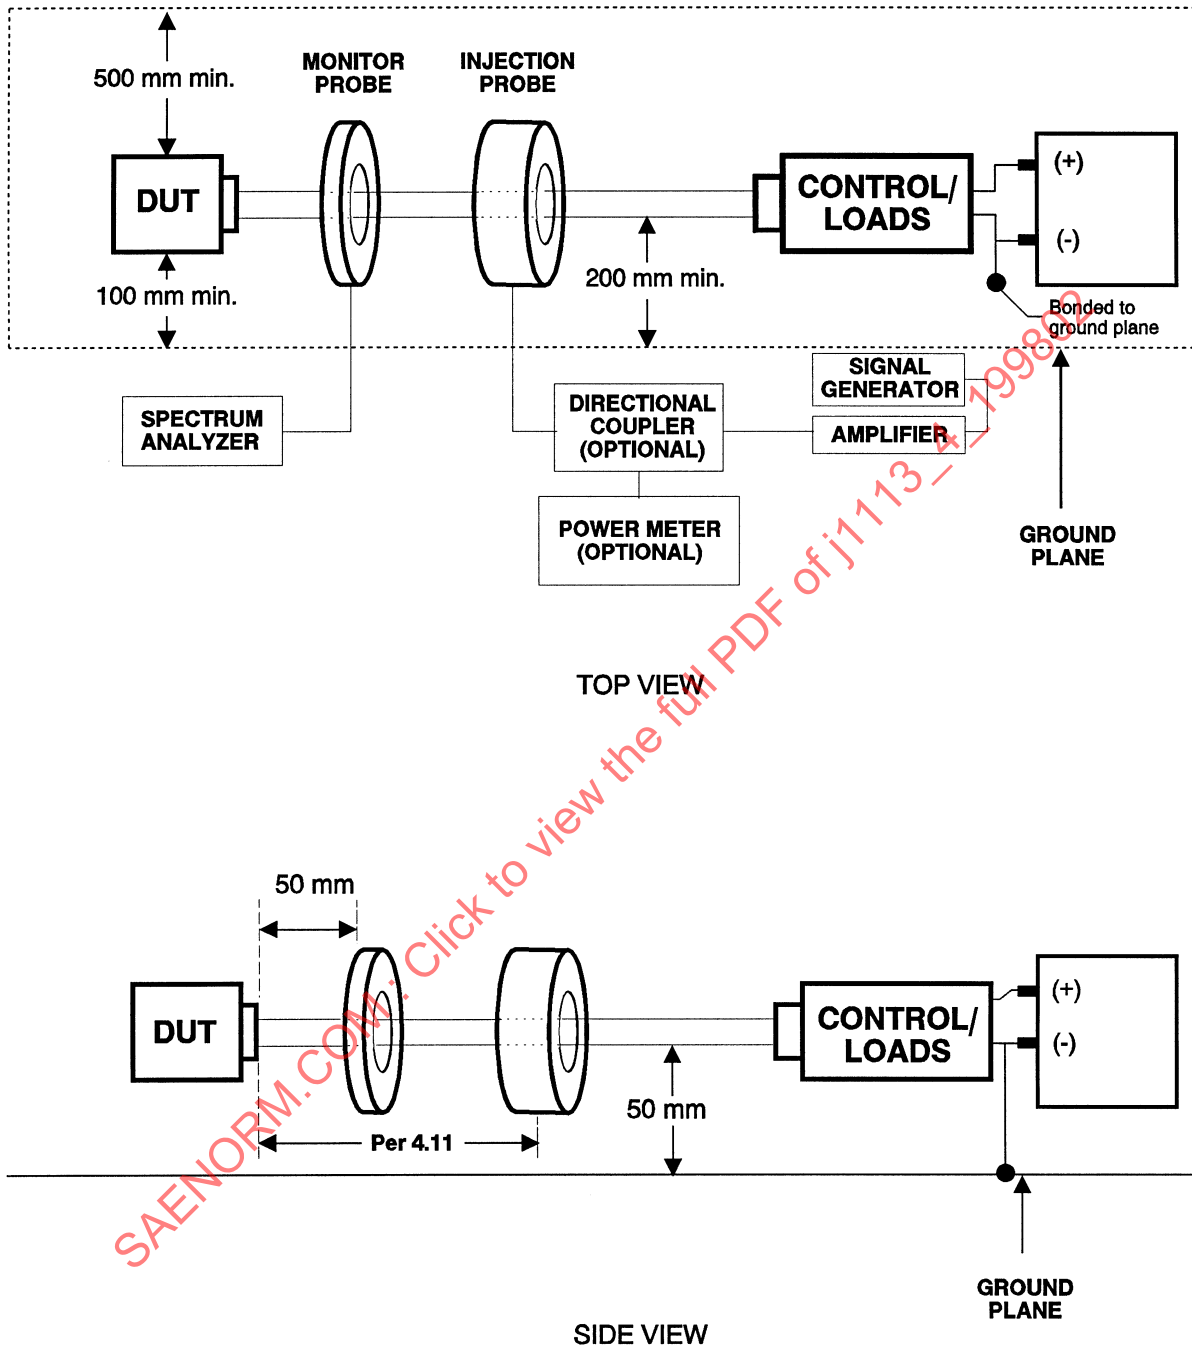 500 mm min.
MONITOR
PROBE
INJECTION
PROBE
DUT
CONTROL/
LOADS
(+)
(-)
100 mm min.
200 mm min.
Bonded to
ground plane
SPECTRUM
ANALYZER
DIRECTIONAL
COUPLER
(OPTIONAL)
SIGNAL
GENERATOR
AMPLIFIER
POWER METER
(OPTIONAL)
GROUND
PLANE
TOP VIEW
50 mm
DUT
CONTROL/
LOADS
(+)
(-)
50 mm
Per 4.11
GROUND
PLANE
SIDE VIEW
SAENORM.COM : Click to view the full PDF of j1113_4_199802